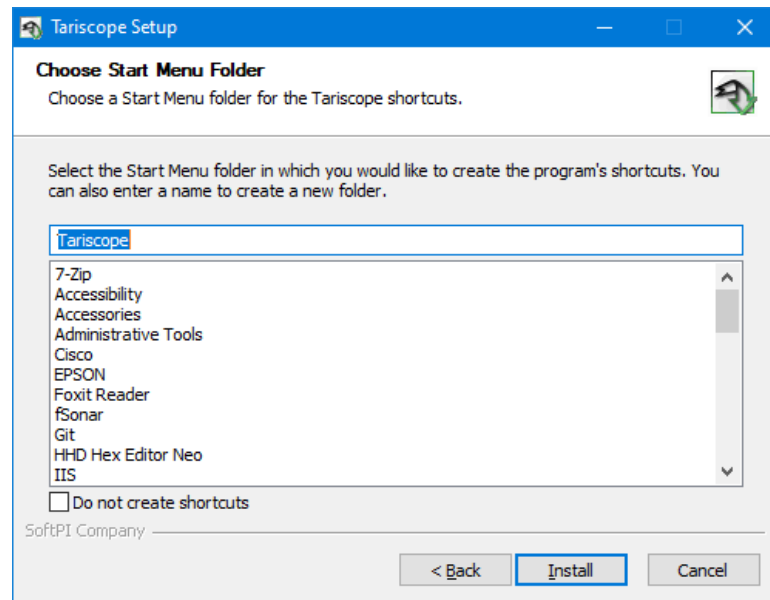 Tariscope Setup
Choose Start Menu Folder
Choose a Start Menu folder for the Tariscope shortcuts.
Select the Start Menu folder in which you would like to create the program's shortcuts. You
can also enter a name to create a new folder.
Tariscope
7-Zip
Accessibility
Accessories
Administrative Tools
Cisco
EPSON
Foxit Reader
fSonar
Git
HHD Hex Editor Neo
IIS
Do not create shortcuts
SoftPI Company
< Back
Install
Cancel